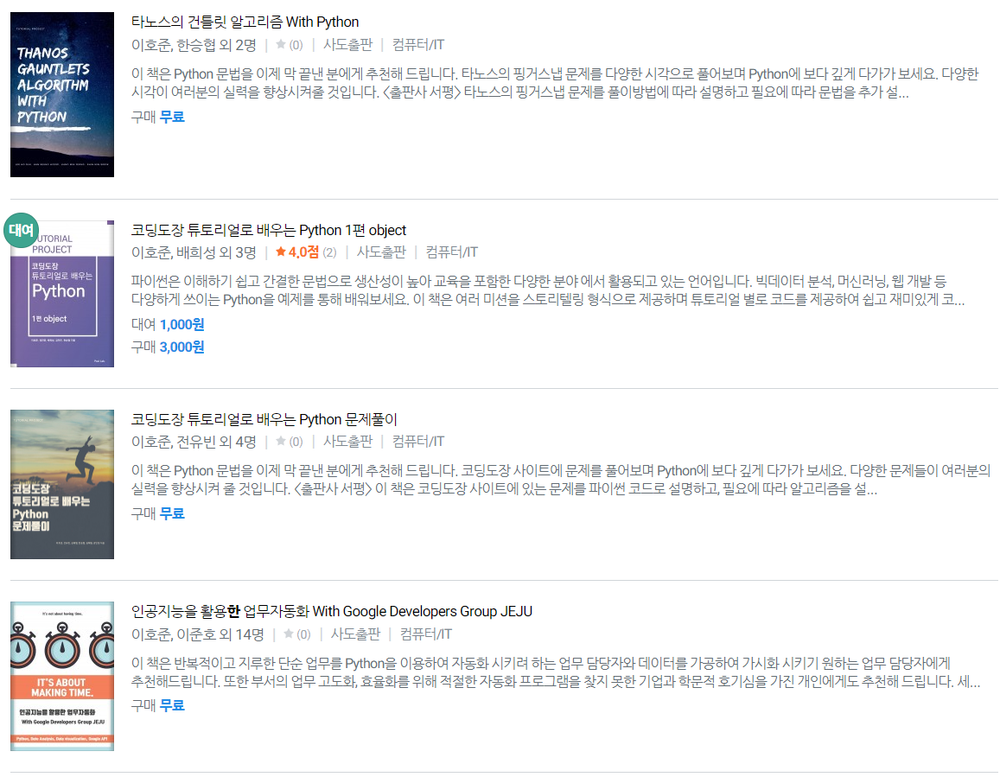 TUTORIAL PROJECT
THANOS
GAUNTLETS
ALGORITHM
WITH
PYTHON
타노스의 건틀릿 알고리즘 With Python
이호준, 한승협 외 2명 | ★ (0) | 사도출판 | 컴퓨터/IT
이 책은 Python 문법을 이제 막 끝낸 분에게 추천해 드립니다. 타노스의 핑거스냅 문제를 다양한 시각으로 풀어보며 Python에 보다 깊게 다가가 보세요. 다양한
시각이 여러분의 실력을 향상시켜줄 것입니다. <출판사 서평> 타노스의 핑거스냅 문제를 풀이방법에 따라 설명하고 필요에 따라 문법을 추가 설...
구매 무료
대여
UTORIAL
PROJECT
코딩도장
튜토리얼로 배우는
Python
1편 object
코딩도장 튜토리얼로 배우는 Python 1편 object
이호준, 배희성 외 3명 | ★ 4.0점 (2) | 사도출판 | 컴퓨터/IT
파이썬은 이해하기 쉽고 간결한 문법으로 생산성이 높아 교육을 포함한 다양한 분야 에서 활용되고 있는 언어입니다. 빅데이터 분석, 머신러닝, 웹 개발 등
다양하게 쓰이는 Python을 예제를 통해 배워보세요. 이 책은 여러 미션을 스토리텔링 형식으로 제공하며 튜토리얼 별로 코드를 제공하여 쉽고 재미있게 코...
대여 1,000원
구매 3,000원
코딩도장
튜토리얼로 배우는
Python
문제풀이
코딩도장 튜토리얼로 배우는 Python 문제풀이
이호준, 전유빈 외 4명 | ★ (0) | 사도출판 | 컴퓨터/IT
이 책은 Python 문법을 이제 막 끝낸 분에게 추천해 드립니다. 코딩도장 사이트에 문제를 풀어보며 Python에 보다 깊게 다가가 보세요. 다양한 문제들이 여러분의
실력을 향상시켜 줄 것입니다. <출판사 서평> 이 책은 코딩도장 사이트에 있는 문제를 파이썬 코드로 설명하고, 필요에 따라 알고리즘을 설...
구매 무료
It's not about having time.
IT'S ABOUT
MAKING TIME.
인공지능을 활용한 업무자동화
With Google Developers Group JEJU
Python, Data Analysis, Data visualization, Google API
인공지능을 활용한 업무자동화 With Google Developers Group JEJU
이호준, 이준호 외 14명 | ★ (0) | 사도출판 | 컴퓨터/IT
이 책은 반복적이고 지루한 단순 업무를 Python을 이용하여 자동화 시키려 하는 업무 담당자와 데이터를 가공하여 가시화 시키기 원하는 업무 담당자에게
추천해드립니다. 또한 부서의 업무 고도화, 효율화를 위해 적절한 자동화 프로그램을 찾지 못한 기업과 학문적 호기심을 가진 개인에게도 추천해 드립니다. 세...
구매 무료